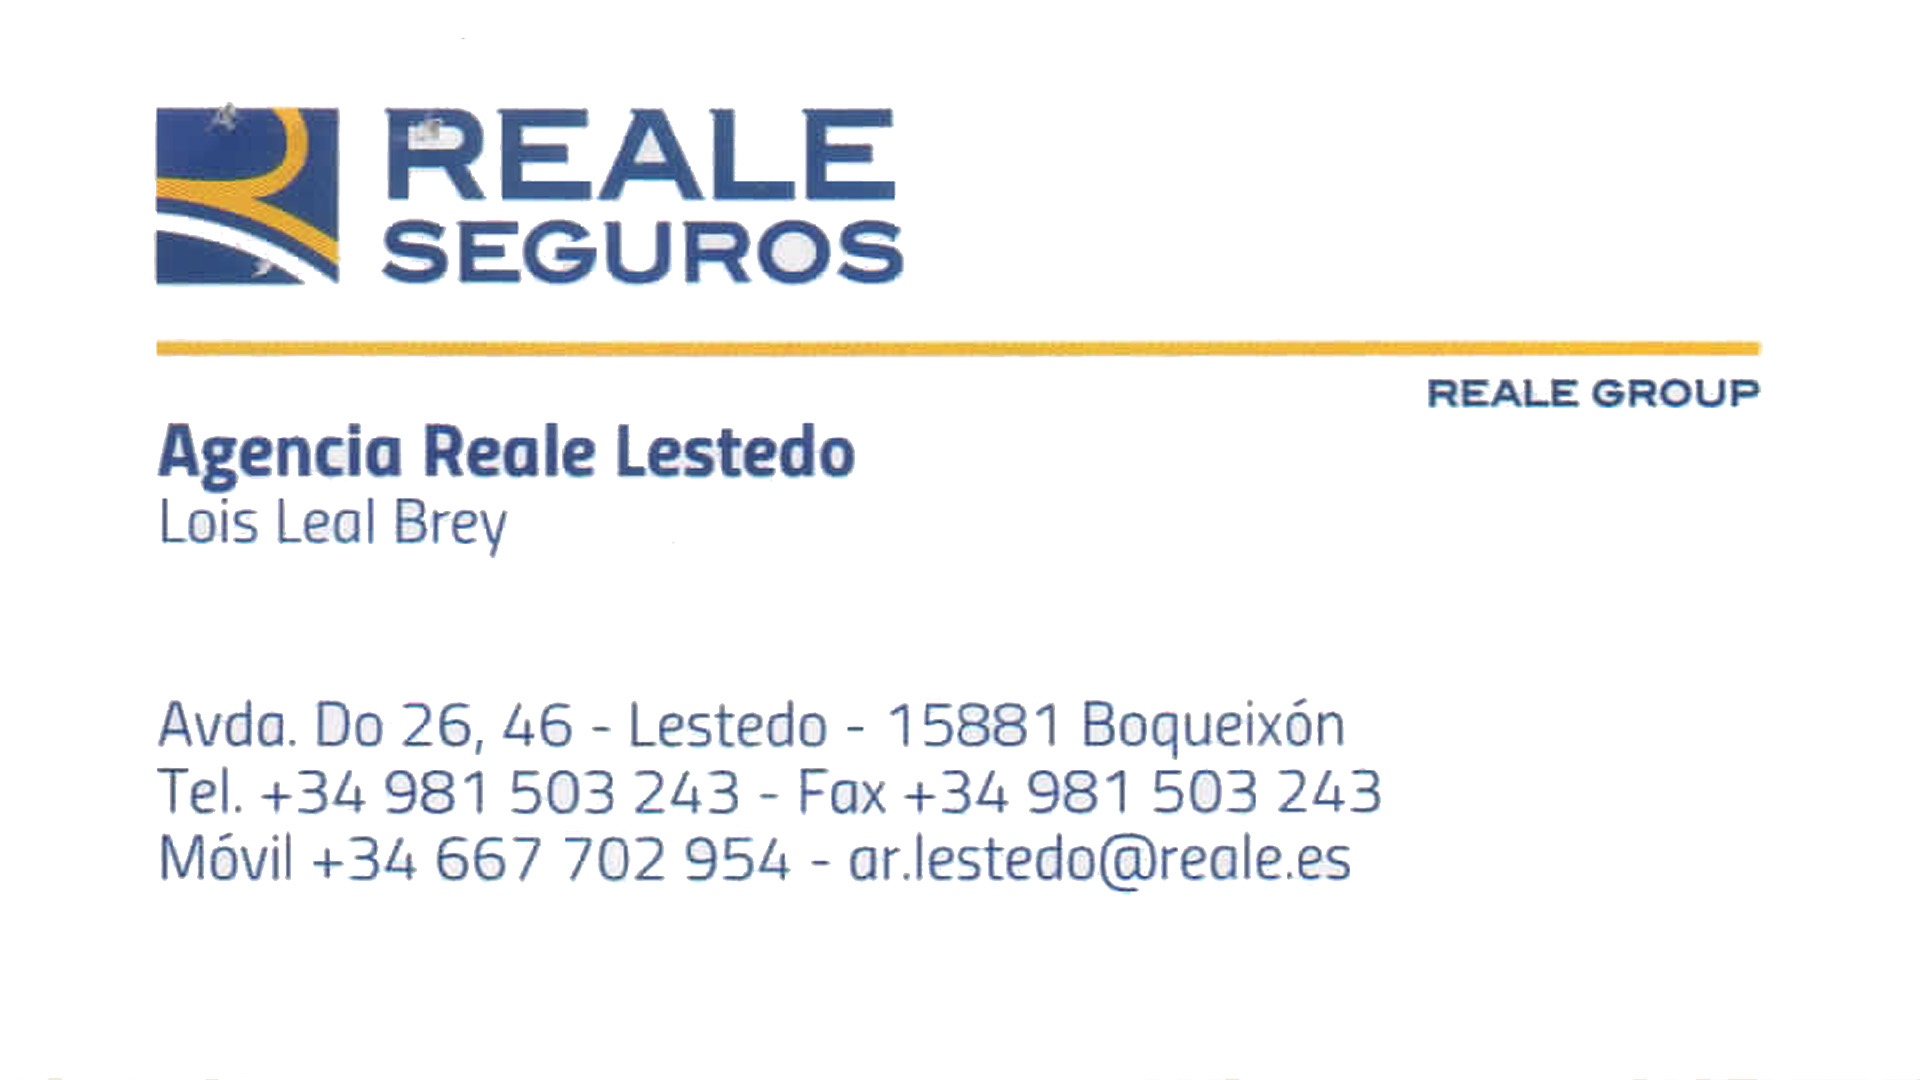 REALE
SEGUROS
REALE GROUP
Agencia Reale Lestedo
Lois Leal Brey
Avda. Do 26, 46 - Lestedo - 15881 Boqueixón
Tel. +34 981 503 243 - Fax +34 981 503 243
Móvil +34 667 702 954 - ar.lestedo@reale.es